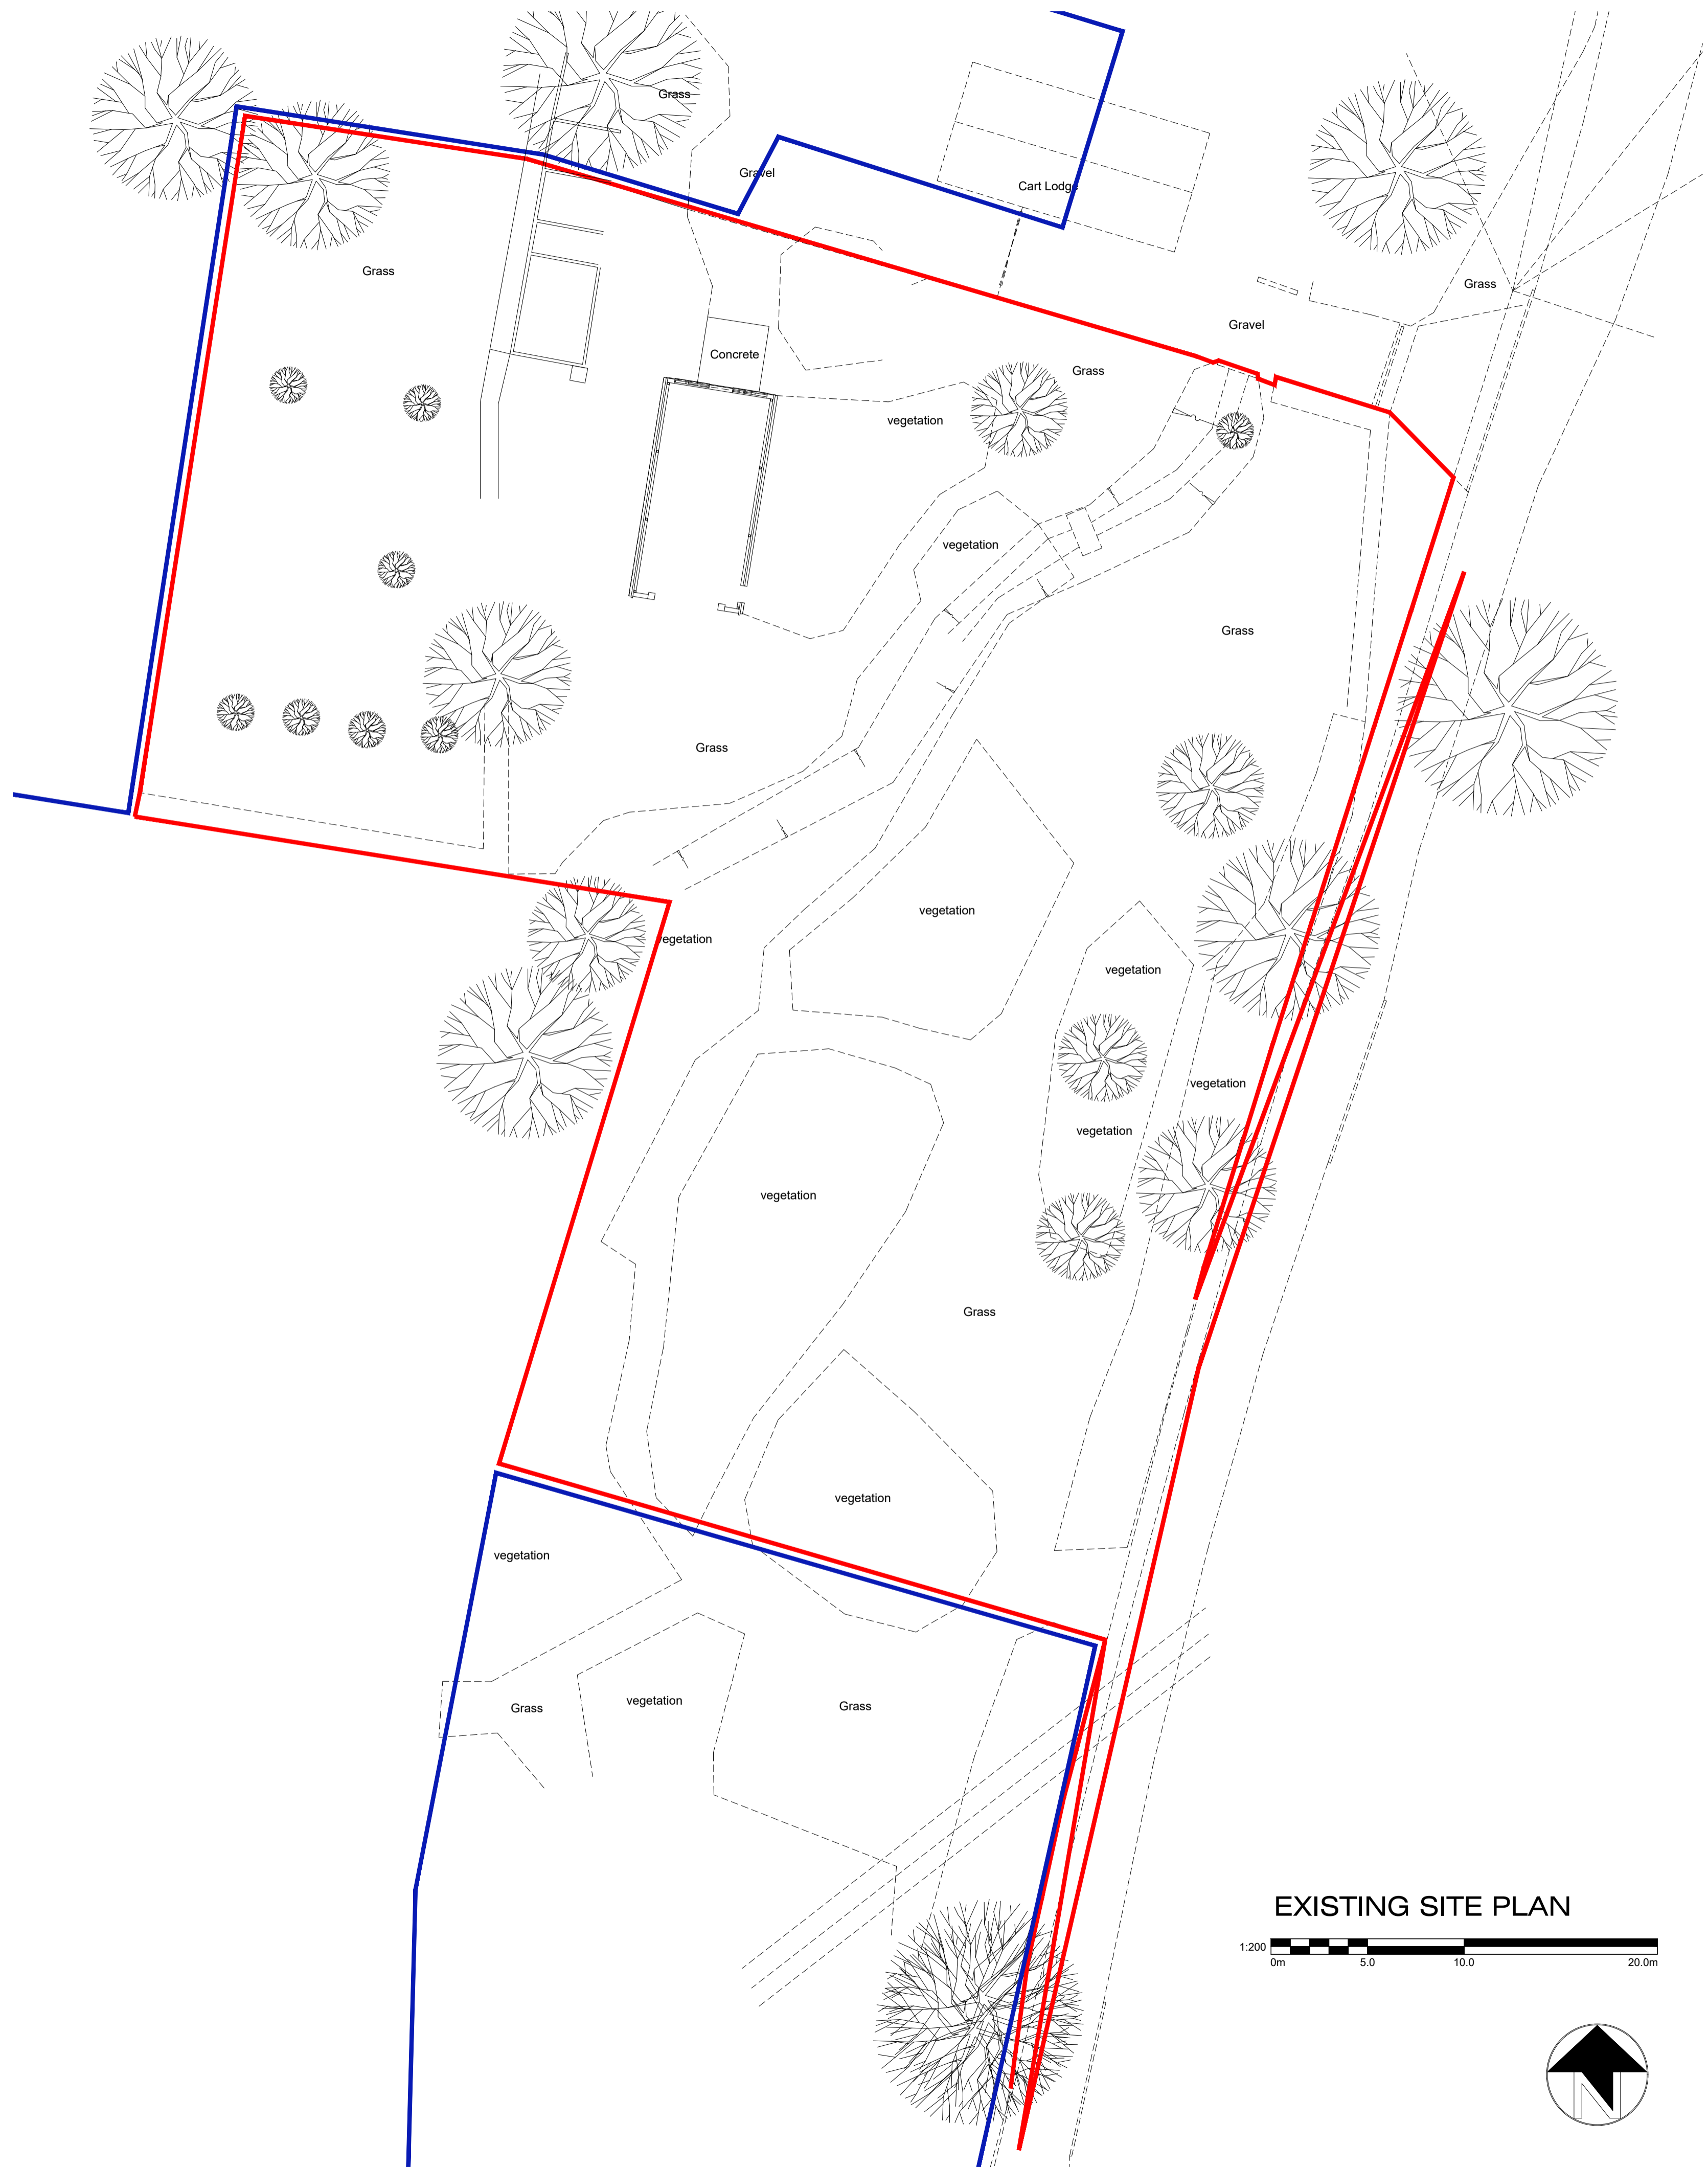 Grass
Gravel
Cart Lodge
Grass
Grass
Gravel
Concrete
Grass
vegetation
vegetation
Grass
Grass
vegetation
vegetation
vegetation
vegetation
vegetation
vegetation
Grass
vegetation
vegetation
vegetation
Grass
Grass
EXISTING SITE PLAN
1:200
0m 5.0 10.0 20.0m
N